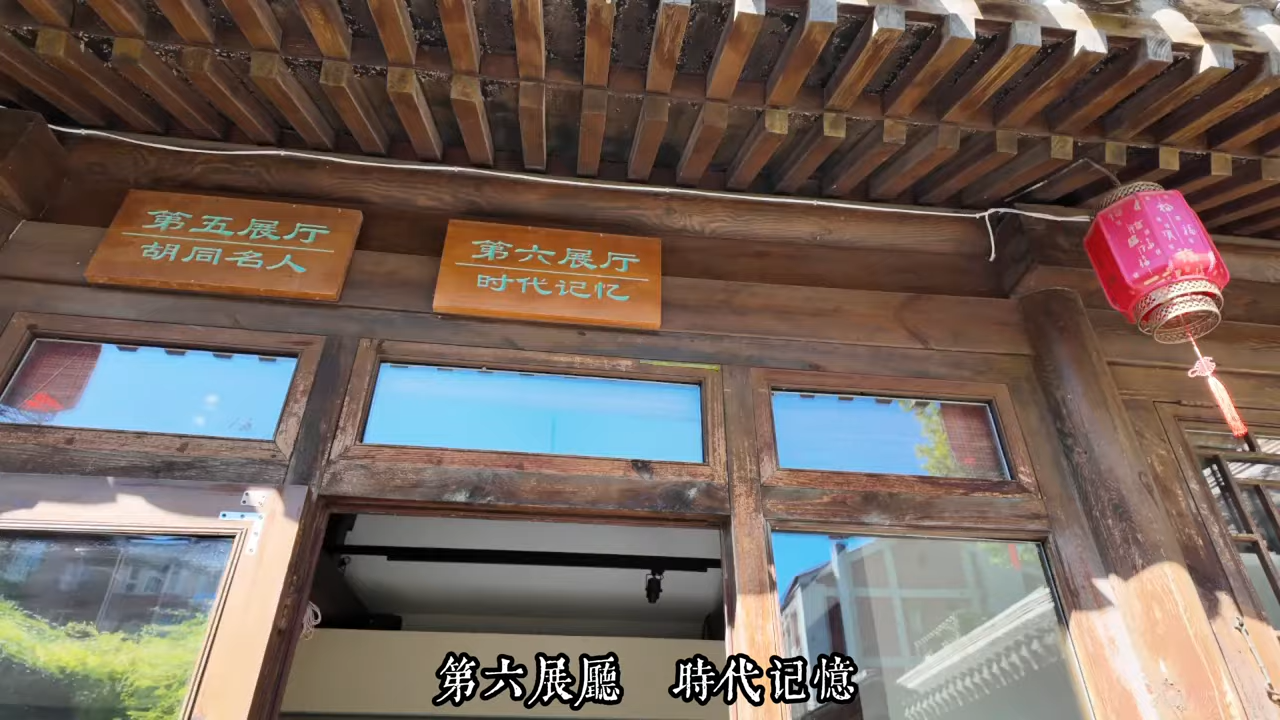 第五展厅
胡同名人
第六展厅
时代记忆
第六展廳 時代记憶